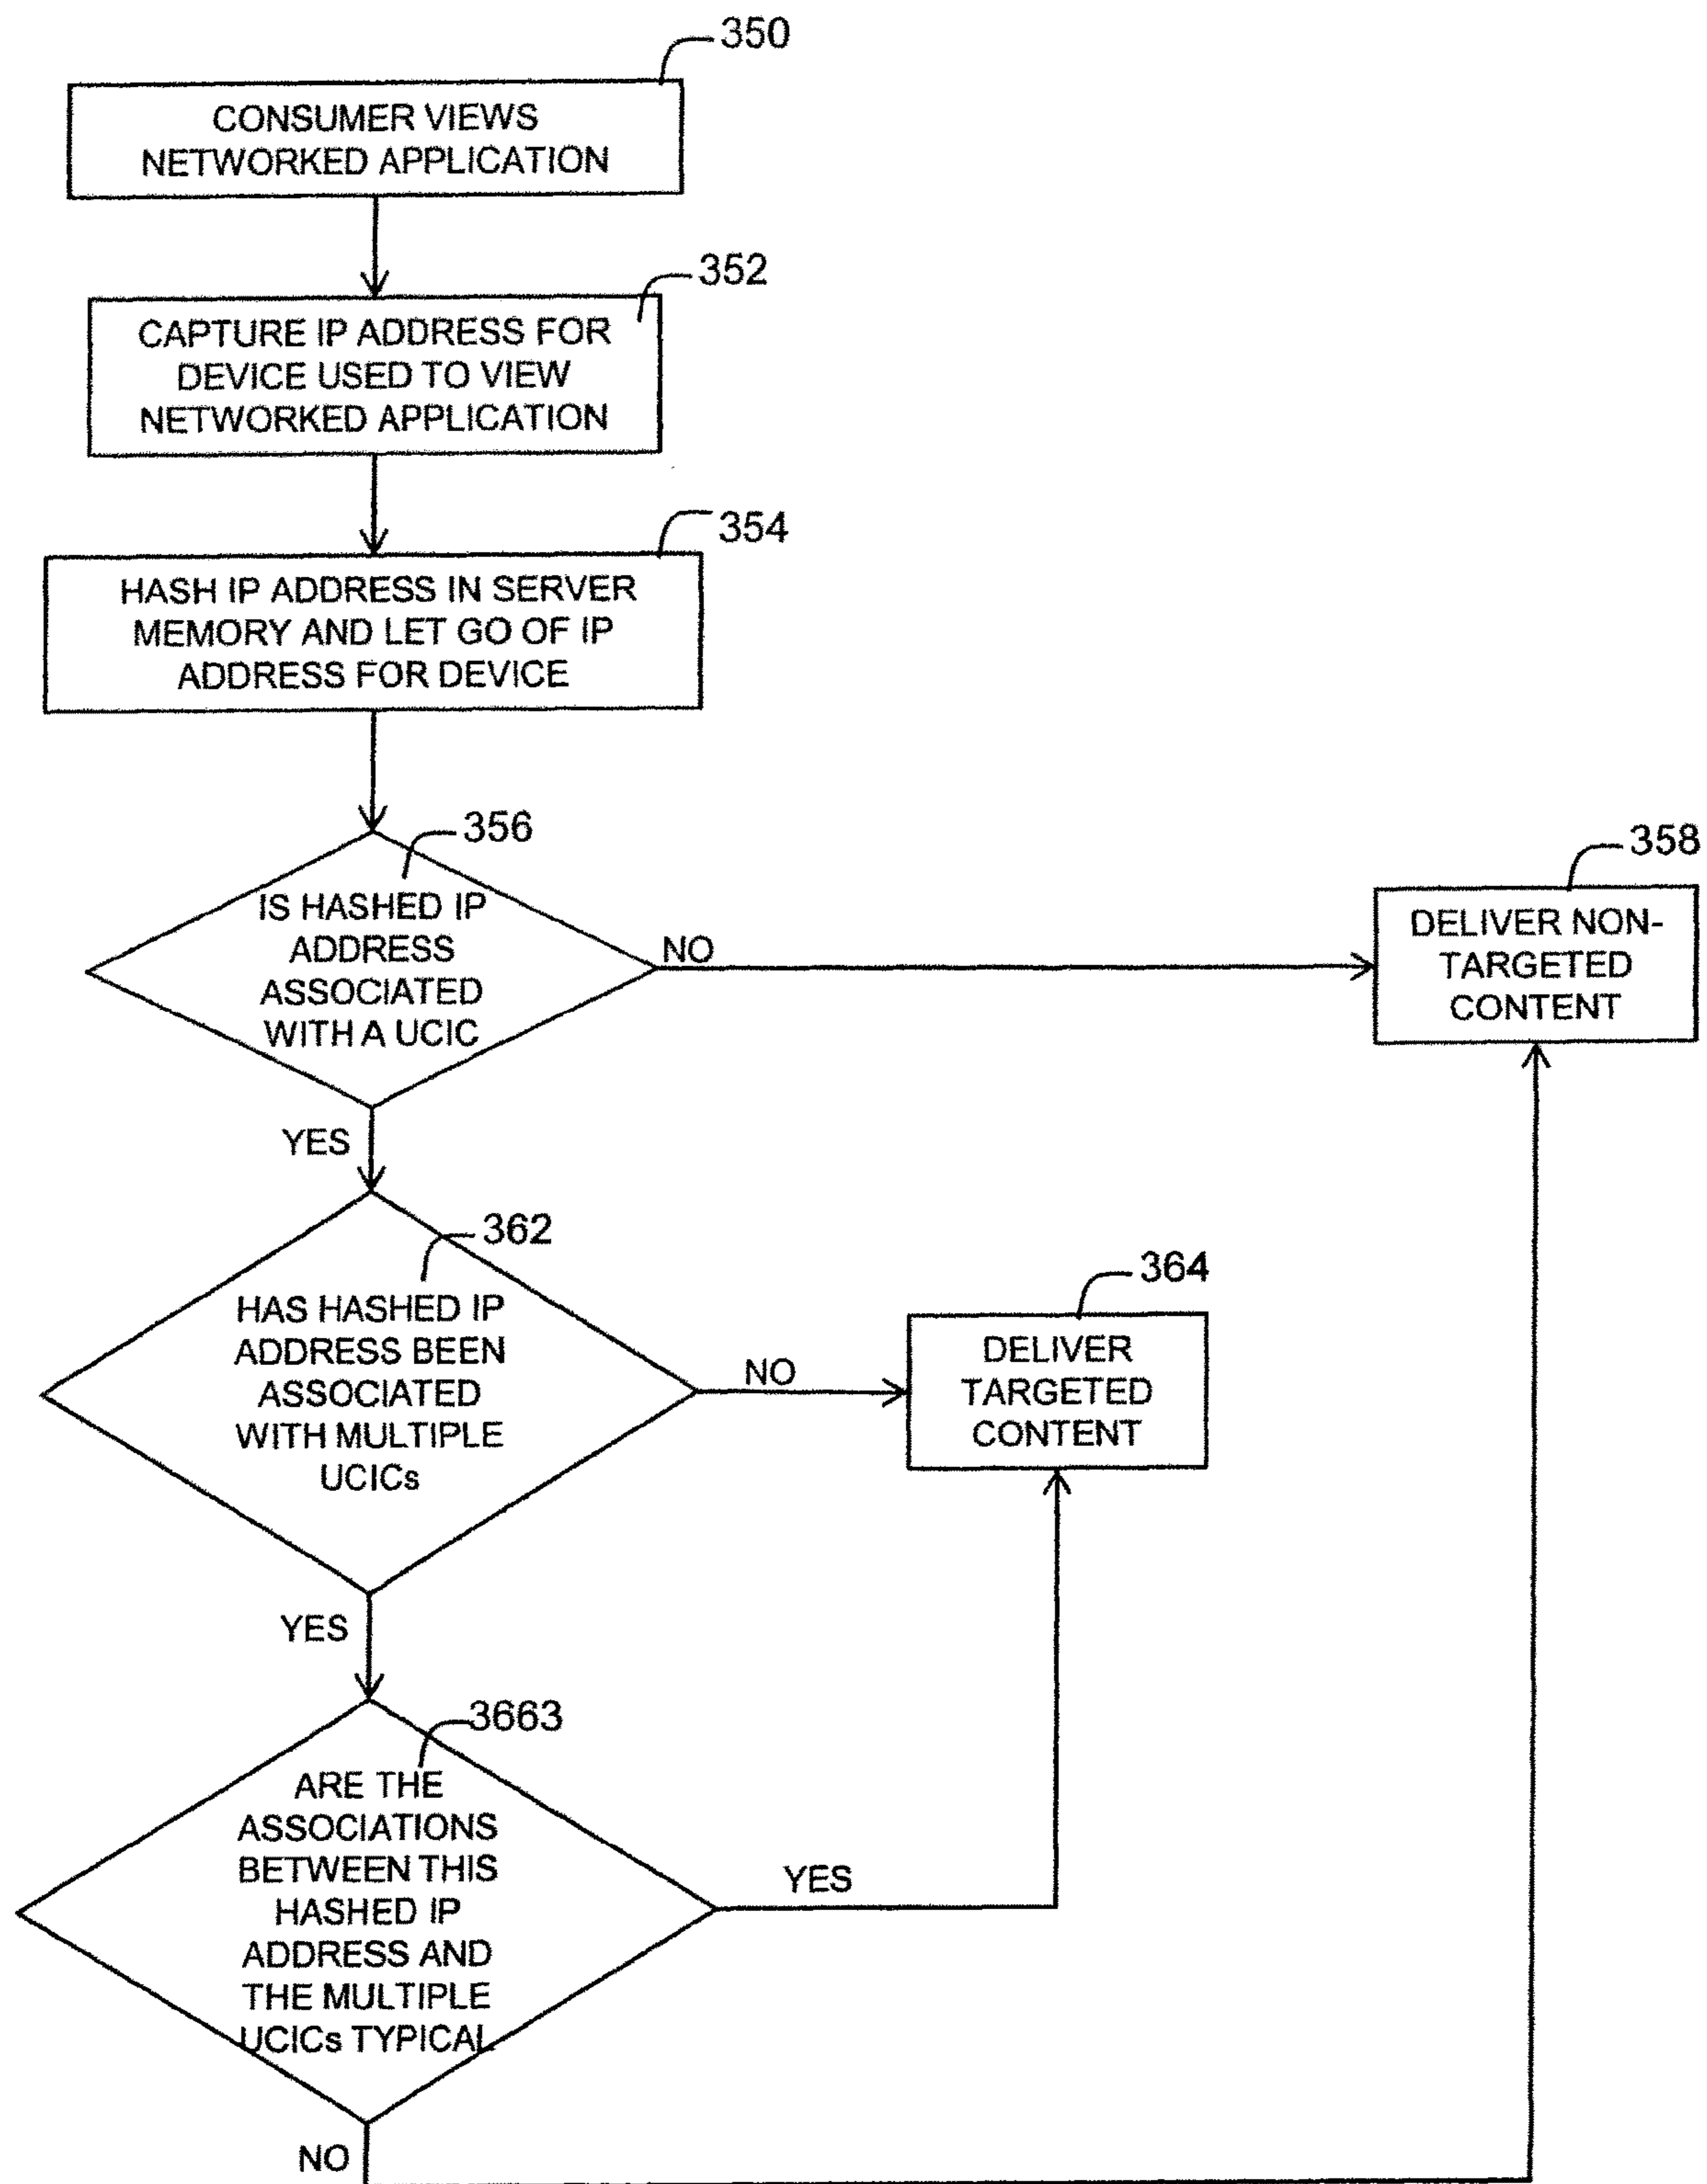 350
CONSUMER VIEWS
NETWORKED APPLICATION
352
CAPTURE IP ADDRESS FOR
DEVICE USED TO VIEW
NETWORKED APPLICATION
354
HASH IP ADDRESS IN SERVER
MEMORY AND LET GO OF IP
ADDRESS FOR DEVICE
356
IS HASHED IP
ADDRESS
ASSOCIATED
WITH A UCIC
NO
358
DELIVER NON-
TARGETED
CONTENT
YES
362
HAS HASHED IP
ADDRESS BEEN
ASSOCIATED
WITH MULTIPLE
UCICs
NO
364
DELIVER
TARGETED
CONTENT
YES
3663
ARE THE
ASSOCIATIONS
BETWEEN THIS
HASHED IP
ADDRESS AND
THE MULTIPLE
UCICs TYPICAL
YES
NO